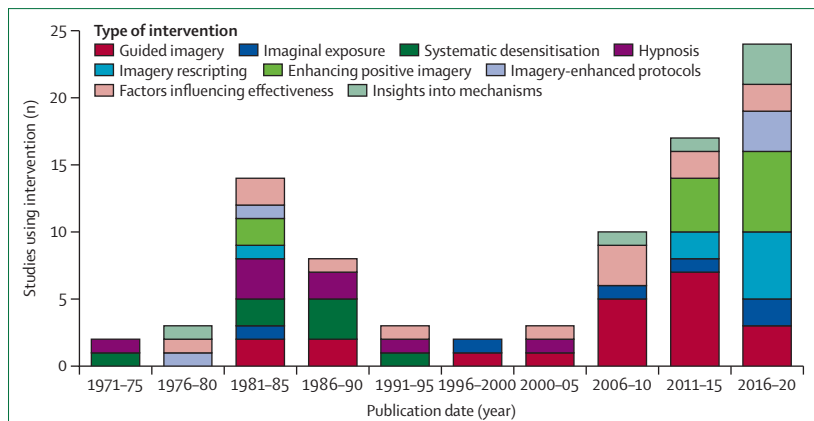 Type of intervention
Guided imagery Imaginal exposure Systematic desensitisation Hypnosis
Imagery rescripting Enhancing positive imagery Imagery-enhanced protocols
Factors influencing effectiveness Insights into mechanisms
25
20
15
10
5
0
Studies using intervention (n)
1971–75 1976–80 1981–85 1986–90 1991–95 1996–2000 2000–05 2006–10 2011–15 2016–20
Publication date (year)